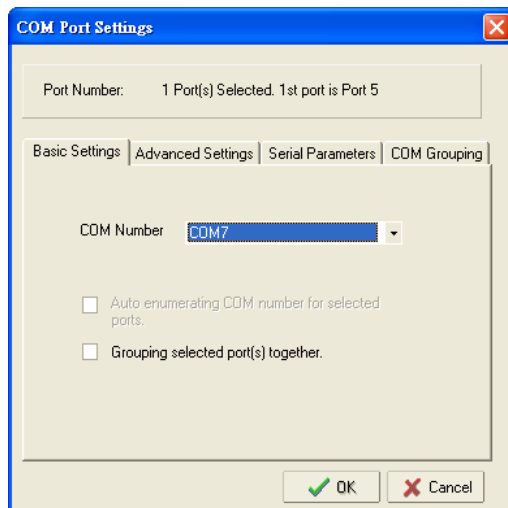 COM Port Settings
Port Number: 1 Port(s) Selected. 1st port is Port 5
Basic Settings Advanced Settings Serial Parameters COM Grouping
COM Number COM7
Auto enumerating COM number for selected
ports.
Grouping selected port(s) together.
OK Cancel